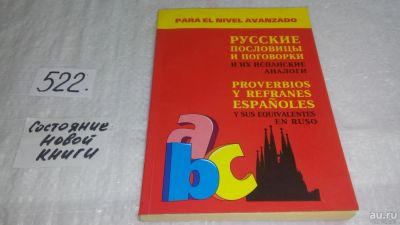 522.
Состояние
новой
книги
PARA EL NIVEL AVANZADO
РУССКИЕ
ПОСЛОВИЦЫ
И ПОГОВОРКИ
И ИХ ИСПАНСКИЕ
АНАЛОГИ
PROVERBIOS
Y REFRANES
ESPAÑOLES
Y SUS EQUIVALENTES
EN RUSO
abc
au.ru